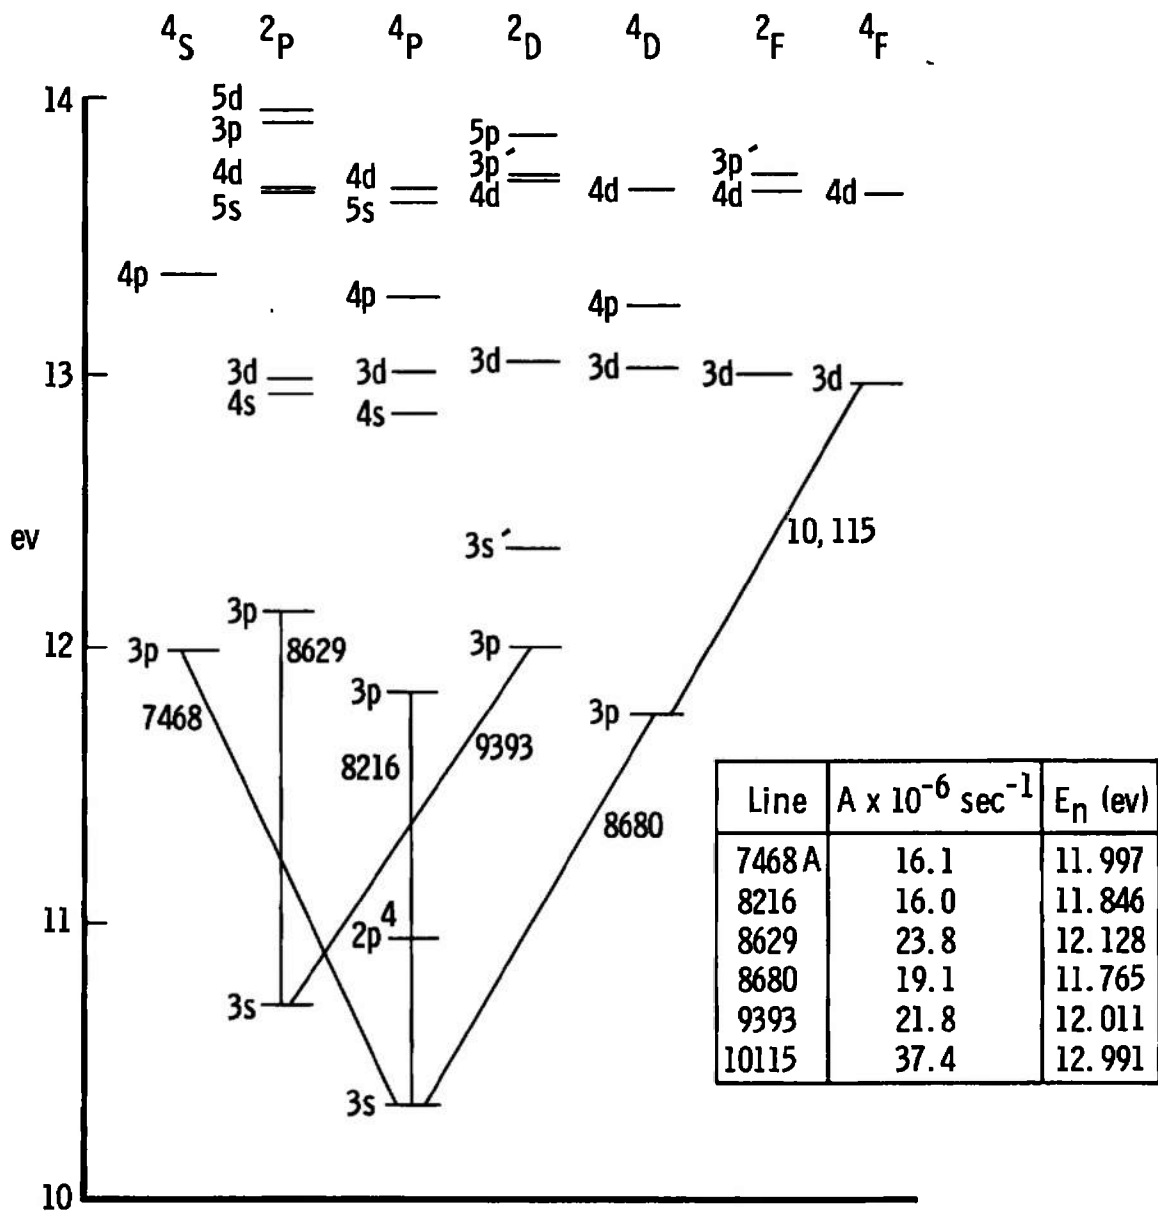 4S 2P 4P 2D 4D 2F 4F
14
5d
3p
5p
3p´
3p´
4d
4d
4d
4d
4d
4d
5s
5s
4p
4p
4p
13
3d
3d
3d
3d
3d
3d
4s
4s
ev
10,115
3s´
12
3p
3p
3p
8629
3p
3p
7468
8216
9393
8680
11
2p4
3s
3s
10
Line A x 10-6 sec-1 En (ev)
7468 A 16.1 11.997
8216 16.0 11.846
8629 23.8 12.128
8680 19.1 11.765
9393 21.8 12.011
10115 37.4 12.991